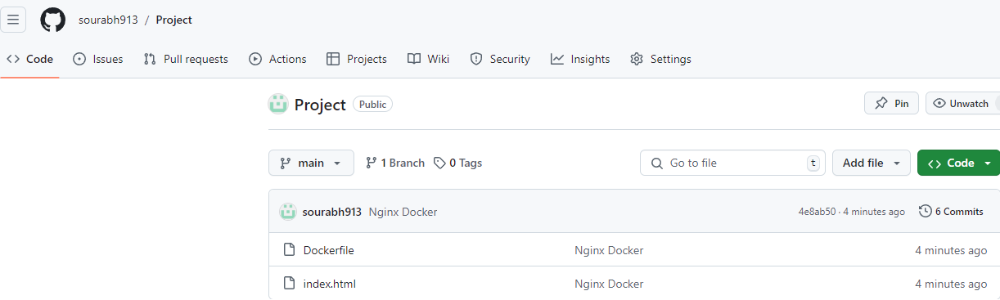 sourabh913 / Project
Code Issues Pull requests Actions Projects Wiki Security Insights Settings
Project Public Pin Unwatch
main 1 Branch 0 Tags Go to file t Add file Code
sourabh913 Nginx Docker 4e8ab50 · 4 minutes ago 6 Commits
Dockerfile Nginx Docker 4 minutes ago
index.html Nginx Docker 4 minutes ago